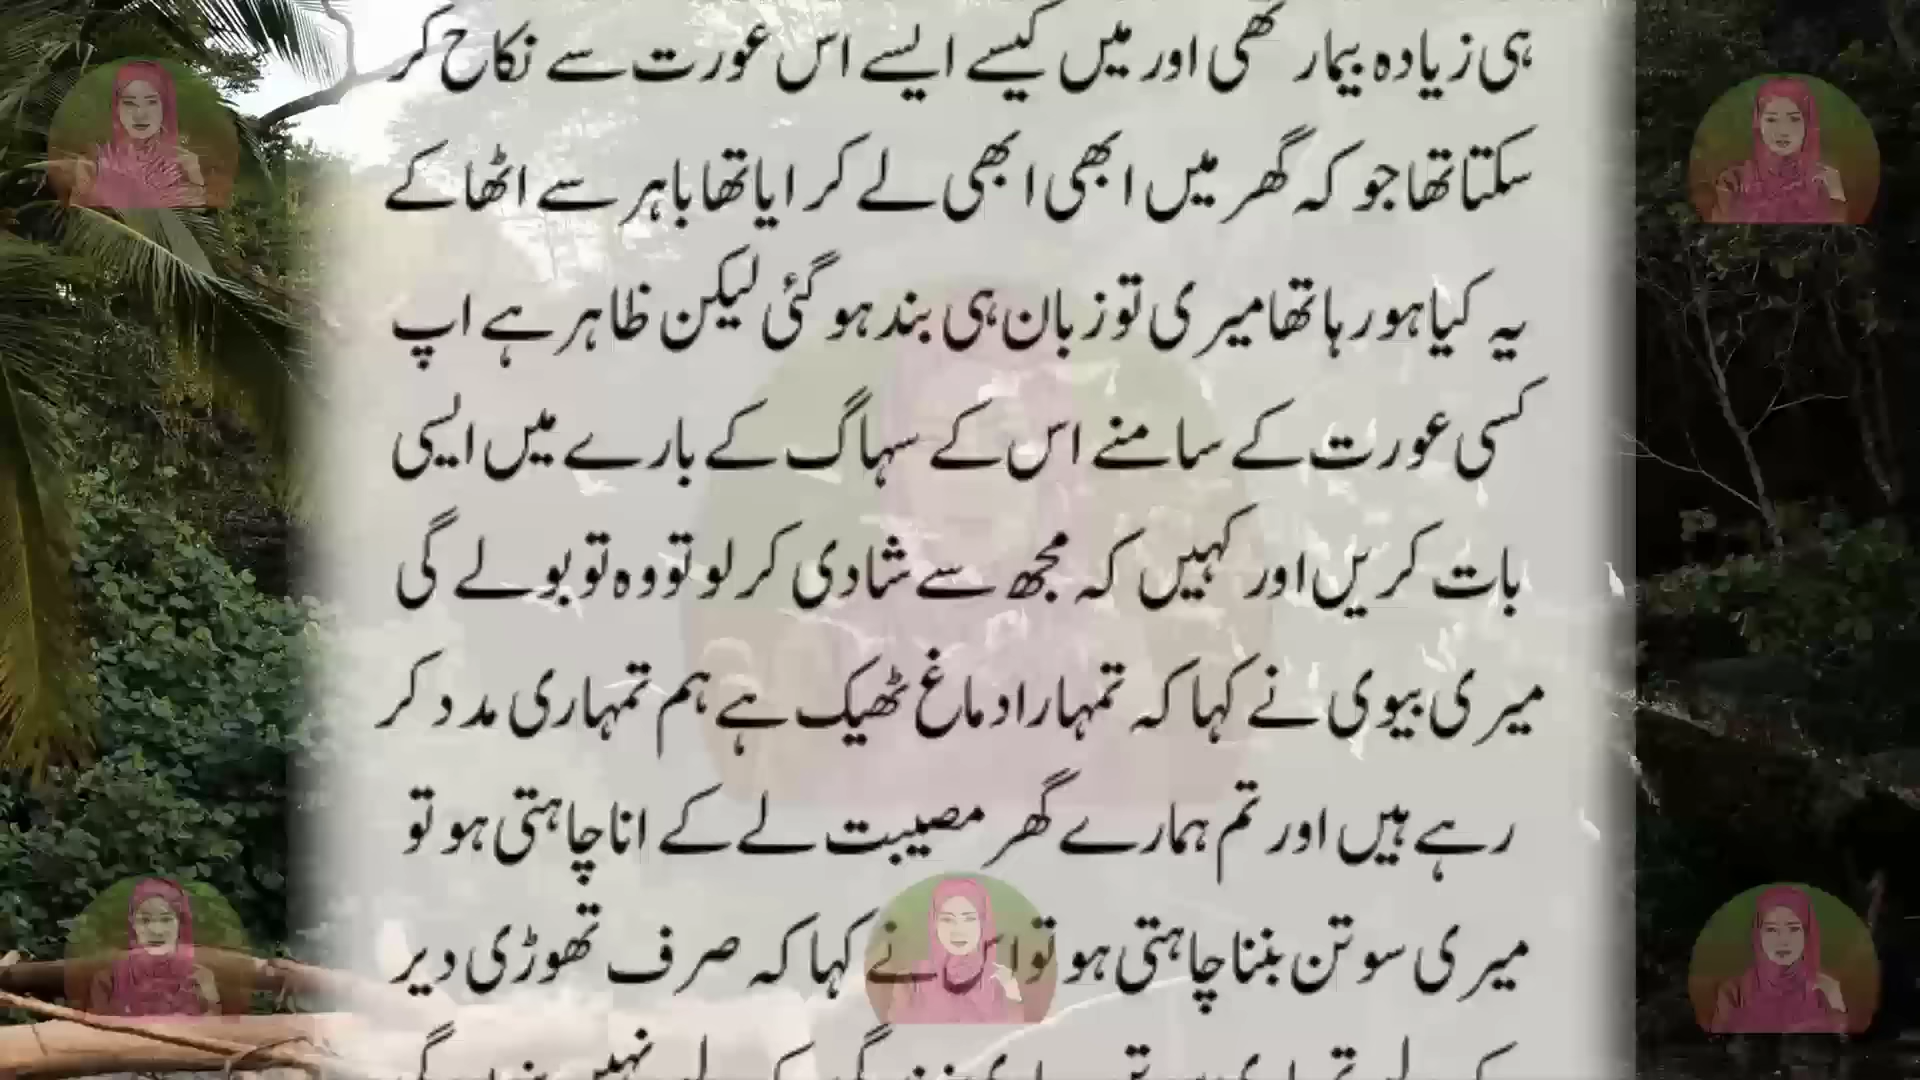 ہی زیادہ بیمار تھی اور میں کیسے ایسے اس عورت سے نکاح کر
سکتا تھا جو کہ گھر میں ابھی ابھی لے کر ایا تھا باہر سے اٹھا کے
یہ کیا ہو رہا تھا میری تو زبان ہی بند ہو گئی لیکن ظاہر ہے اپ
کسی عورت کے سامنے اس کے سہاگ کے بارے میں ایسی
بات کریں اور کہیں کہ مجھ سے شادی کر لو تو وہ تو بولے گی
میری بیوی نے کہا کہ تمہارا دماغ ٹھیک ہے ہم تمہاری مدد کر
رہے ہیں اور تم ہمارے گھر مصیبت لے کے انا چاہتی ہو تو
میری سوتن بننا چاہتی ہو تو اس نے کہا کہ صرف تھوڑی دیر